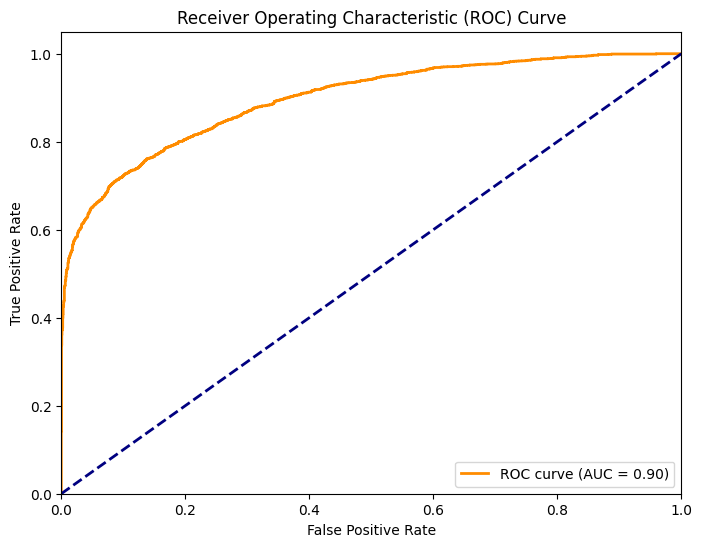 Receiver Operating Characteristic (ROC) Curve
1.0
0.8
0.6
0.4
0.2
0.0
True Positive Rate
ROC curve (AUC = 0.90)
0.0 0.2 0.4 0.6 0.8 1.0
False Positive Rate